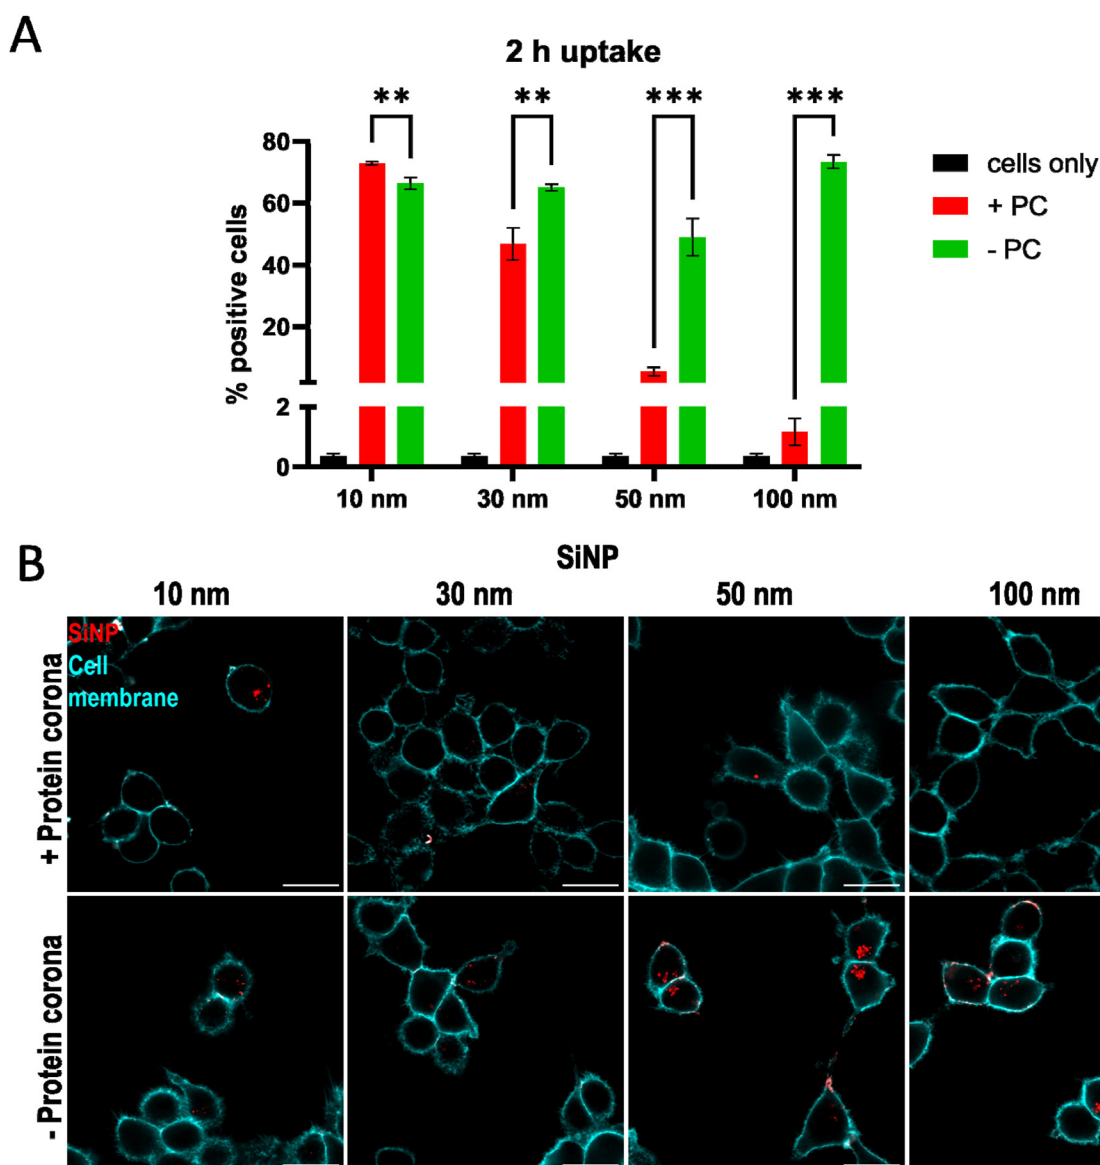 A
2 h uptake
** ** *** ***
% positive cells
80
60
40
20
2
0
10 nm 30 nm 50 nm 100 nm
cells only
+ PC
- PC
B
SiNP
10 nm 30 nm 50 nm 100 nm
+ Protein corona
SiNP
Cell
membrane
- Protein corona